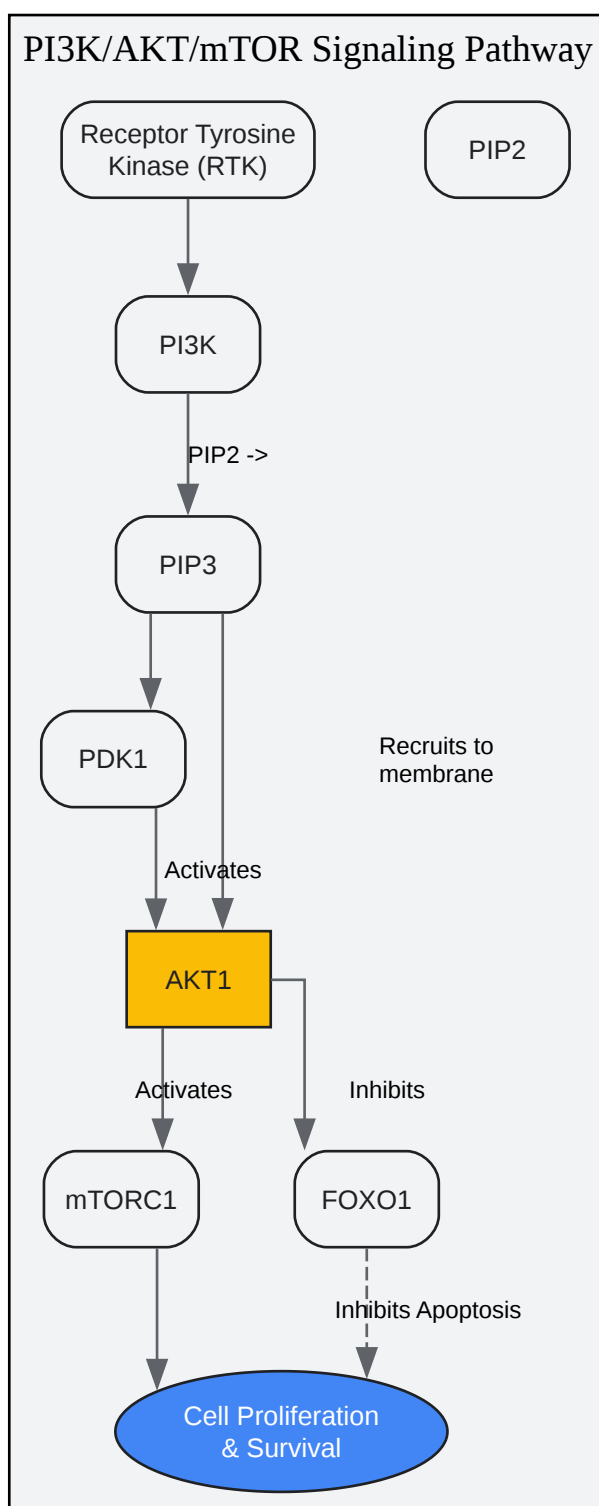 PI3K/AKT/mTOR Signaling Pathway
Receptor Tyrosine
Kinase (RTK)
PIP2
PI3K
PIP2 ->
PIP3
PDK1
Recruits to
membrane
Activates
AKT1
Activates
Inhibits
mTORC1
FOXO1
Inhibits Apoptosis
Cell Proliferation
& Survival